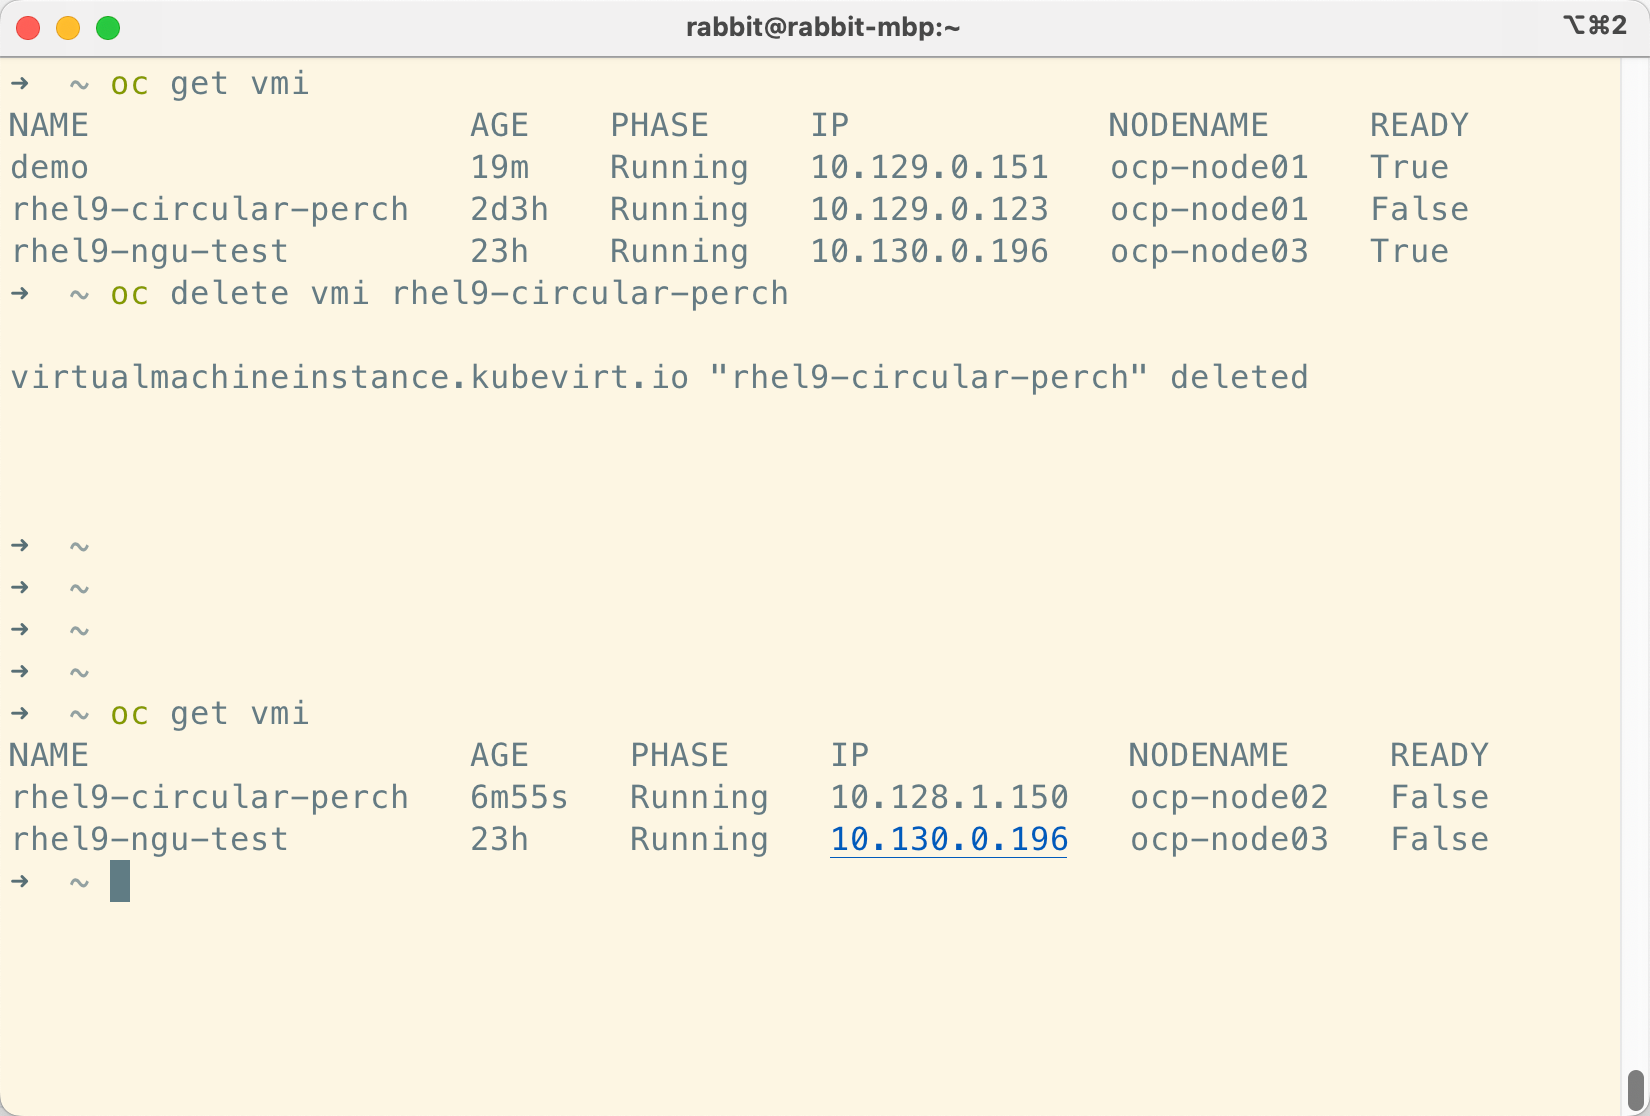 rabbit@rabbit-mbp:~ ⌥⌘2
➜  ~ oc get vmi
NAME                   AGE    PHASE     IP             NODENAME     READY
demo                   19m    Running   10.129.0.151   ocp-node01   True
rhel9-circular-perch   2d3h   Running   10.129.0.123   ocp-node01   False
rhel9-ngu-test         23h    Running   10.130.0.196   ocp-node03   True
➜  ~ oc delete vmi rhel9-circular-perch
virtualmachineinstance.kubevirt.io "rhel9-circular-perch" deleted
➜  ~
➜  ~
➜  ~
➜  ~
➜  ~ oc get vmi
NAME                   AGE     PHASE     IP             NODENAME     READY
rhel9-circular-perch   6m55s   Running   10.128.1.150   ocp-node02   False
rhel9-ngu-test         23h     Running   10.130.0.196   ocp-node03   False
➜  ~